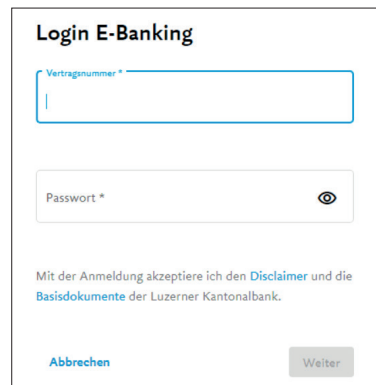 Login E-Banking
Vertragsnummer *
Passwort *
Mit der Anmeldung akzeptiere ich den Disclaimer und die
Basisdokumente der Luzerner Kantonalbank.
Abbrechen Weiter